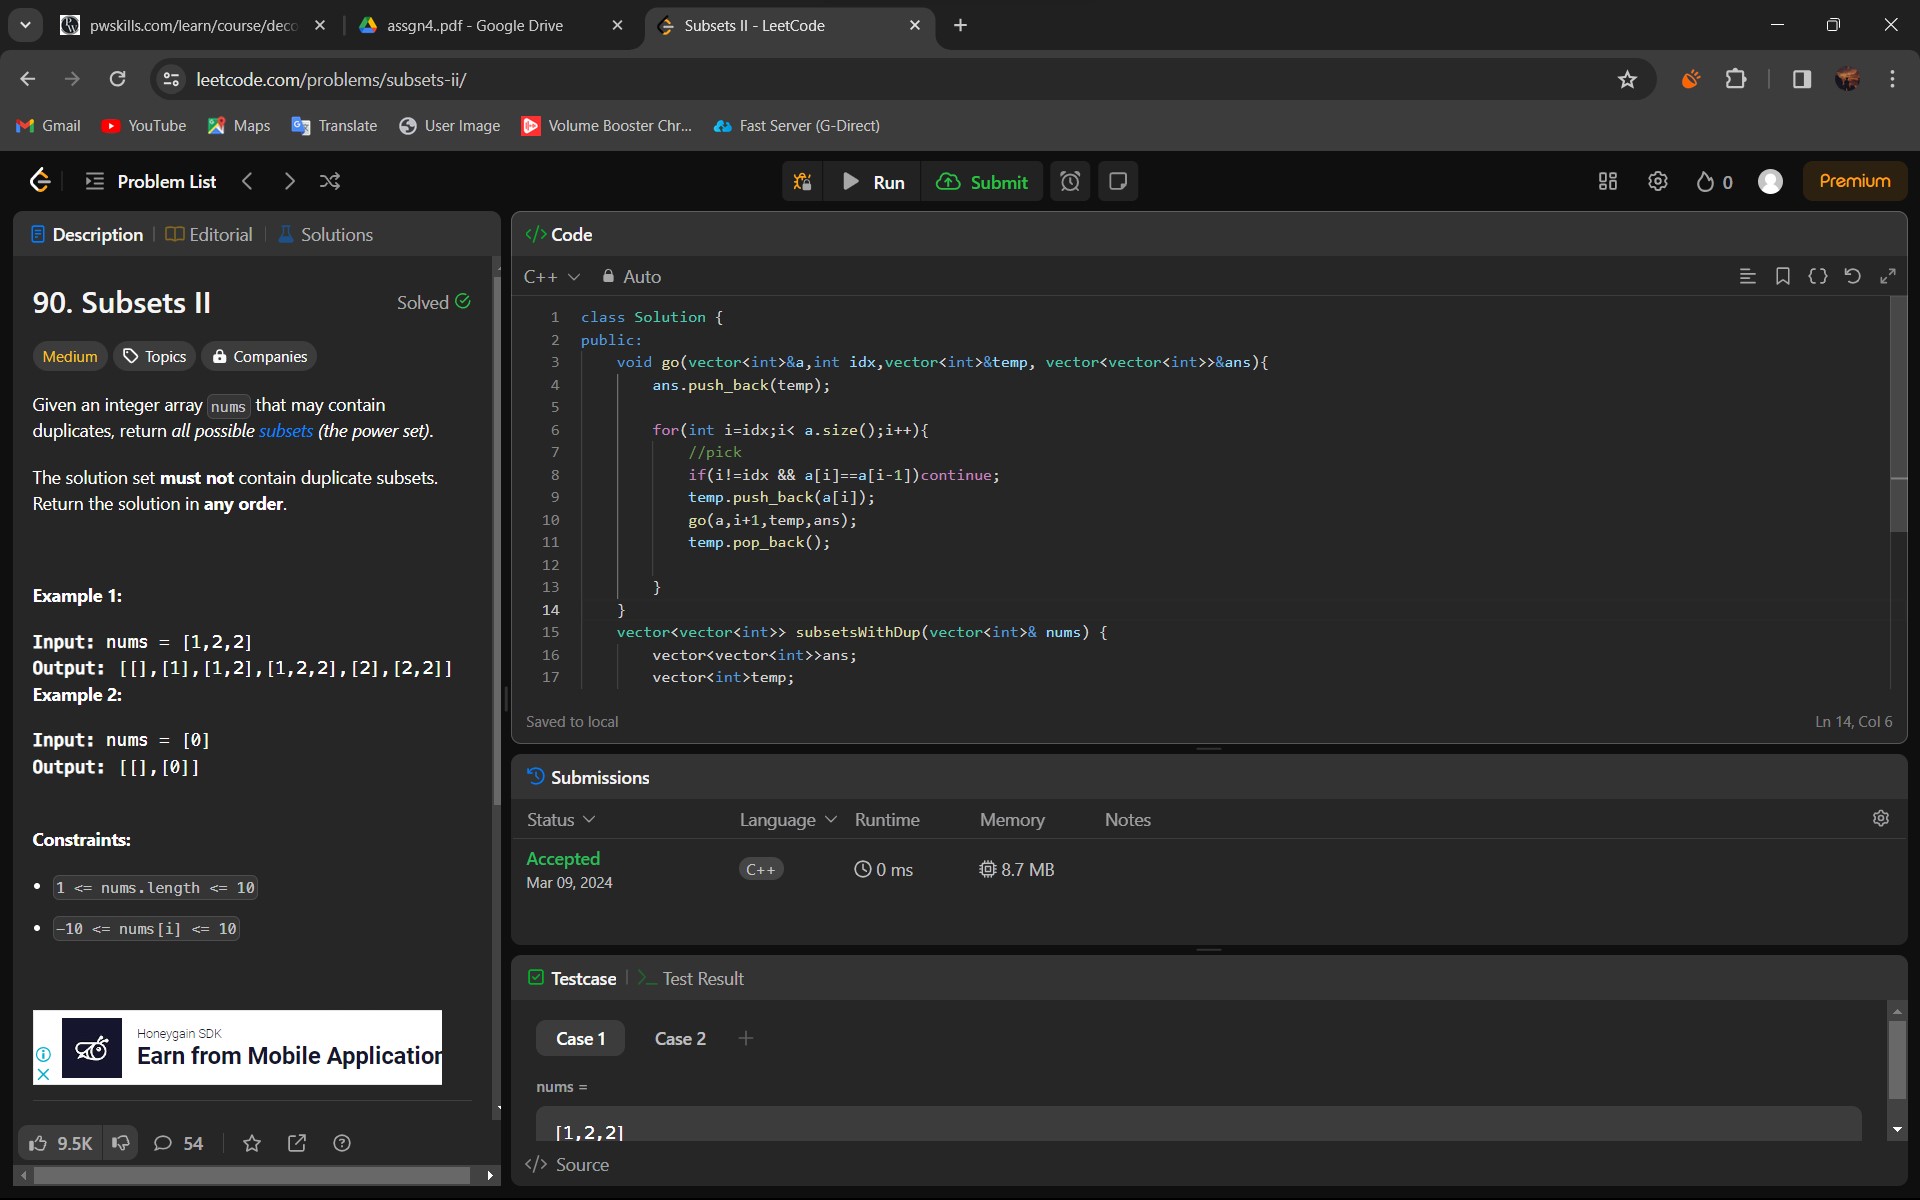 pwskills.com/learn/course/deco
assgn4..pdf - Google Drive
Subsets II - LeetCode
leetcode.com/problems/subsets-ii/
Gmail
YouTube
Maps
Translate
User Image
Volume Booster Chr...
Fast Server (G-Direct)
Problem List
Run
Submit
0
Premium
Description
Editorial
Solutions
90. Subsets II
Solved
Medium
Topics
Companies
Given an integer array nums that may contain
duplicates, return all possible subsets (the power set).
The solution set must not contain duplicate subsets.
Return the solution in any order.
Example 1:
Input: nums = [1,2,2]
Output: [[],[1],[1,2],[1,2,2],[2],[2,2]]
Example 2:
Input: nums = [0]
Output: [[],[0]]
Constraints:
• 1 <= nums.length <= 10
• -10 <= nums[i] <= 10
Honeygain SDK
Earn from Mobile Application
9.5K
54
</> Code
C++
Auto
1 class Solution {
2 public:
3 void go(vector<int>&a,int idx,vector<int>&temp, vector<vector<int>>&ans){
4 ans.push_back(temp);
5
6 for(int i=idx;i< a.size();i++){
7 //pick
8 if(i!=idx && a[i]==a[i-1])continue;
9 temp.push_back(a[i]);
10 go(a,i+1,temp,ans);
11 temp.pop_back();
12
13 }
14 }
15 vector<vector<int>> subsetsWithDup(vector<int>& nums) {
16 vector<vector<int>>ans;
17 vector<int>temp;
Saved to local
Ln 14, Col 6
Submissions
Status
Language
Runtime
Memory
Notes
Accepted
Mar 09, 2024
C++
0 ms
8.7 MB
Testcase
>_ Test Result
Case 1
Case 2
+
nums =
[1,2,2]
</> Source